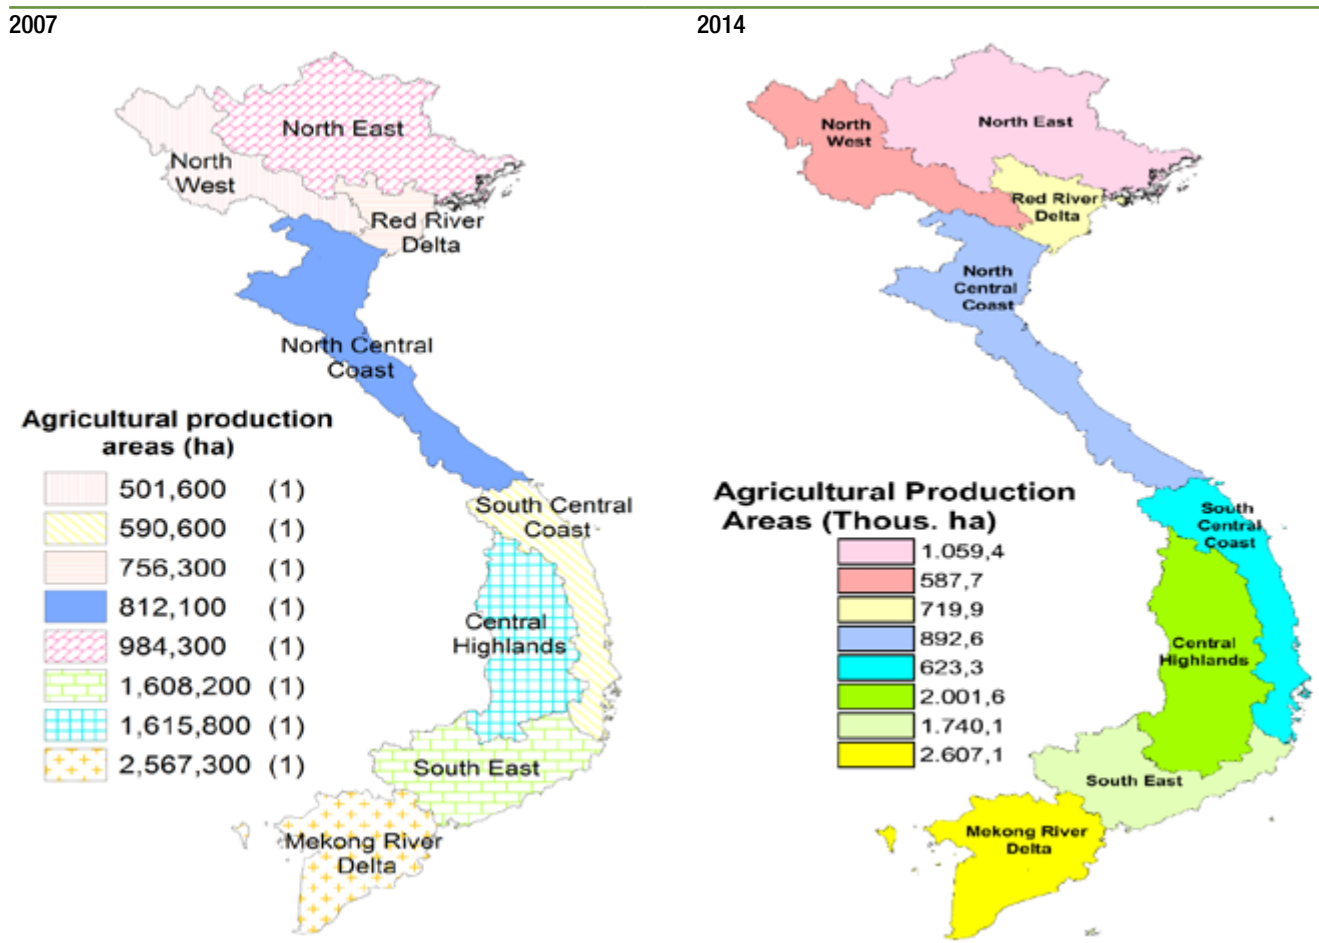 2007
North East
North
West
Red River
Delta
North Central
Coast
Agricultural production
areas (ha)
501,600 (1)
590,600 (1)
756,300 (1)
812,100 (1)
984,300 (1)
1,608,200 (1)
1,615,800 (1)
2,567,300 (1)
South Central
Coast
Central
Highlands
South East
Mekong River
Delta
2014
North
West
North East
Red River
Delta
North
Central
Coast
Agricultural Production
Areas (Thous. ha)
1.059,4
587,7
719,9
892,6
623,3
2.001,6
1.740,1
2.607,1
South
Central
Coast
Central
Highlands
South East
Mekong River
Delta